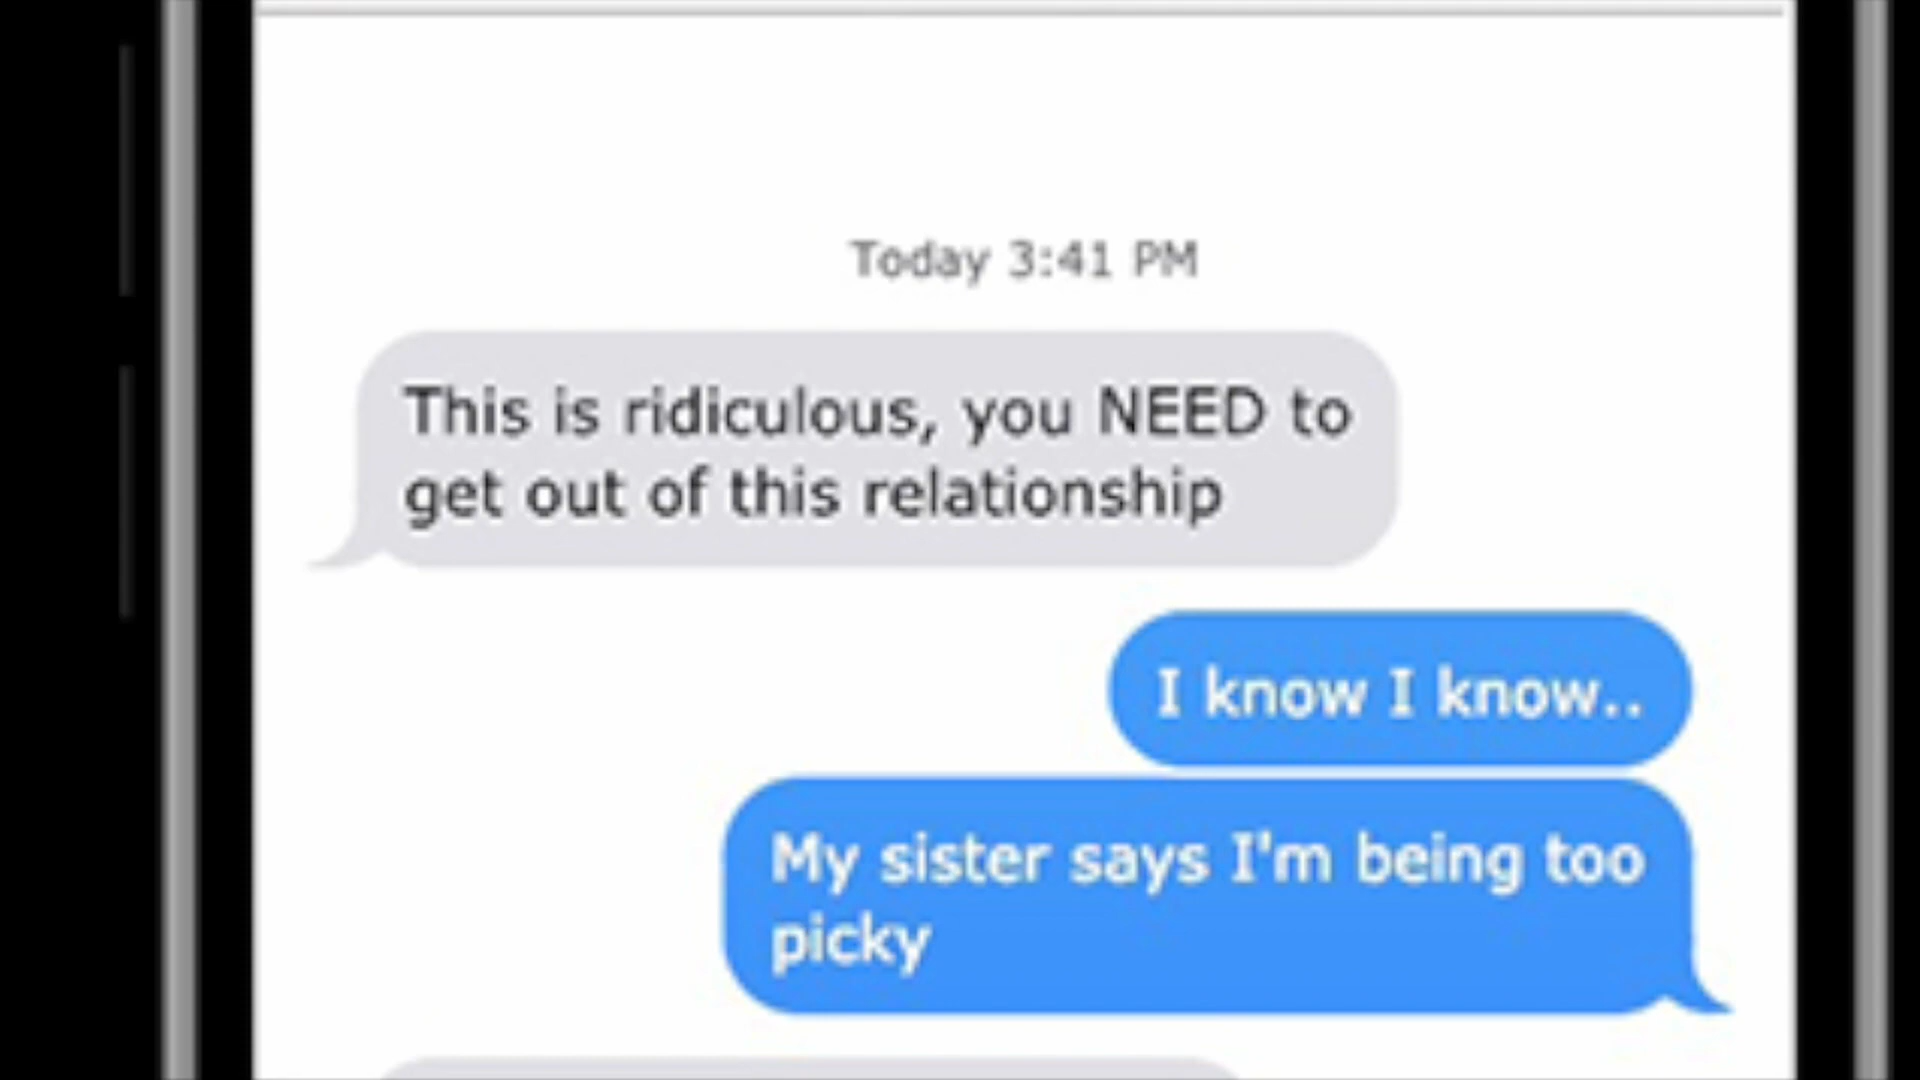 Today 3:41 PM
This is ridiculous, you NEED to
get out of this relationship
I know I know..
My sister says I'm being too
picky